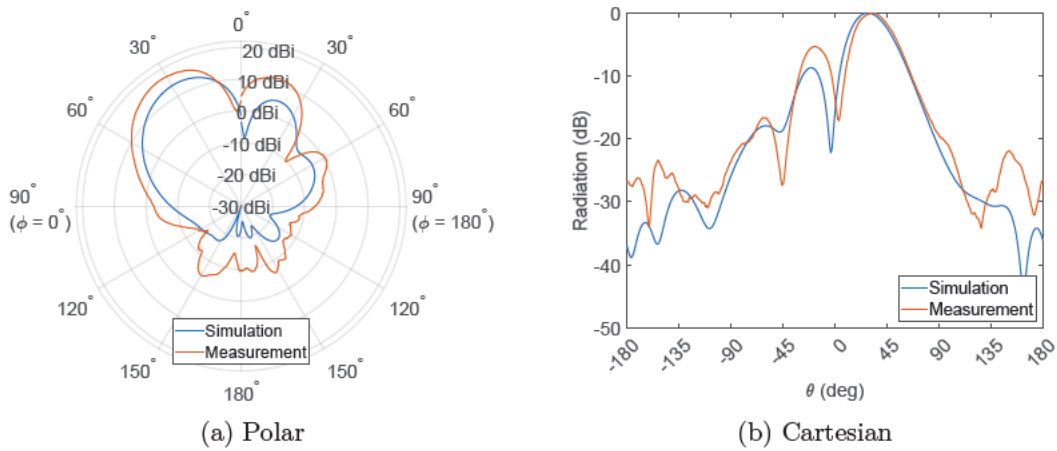 0°
30°
30°
60°
60°
90°
(ϕ = 0°)
90°
(ϕ = 180°)
120°
120°
150°
150°
180°
20 dBi
10 dBi
0 dBi
-10 dBi
-20 dBi
-30 dBi
Simulation
Measurement
(a) Polar
Radiation (dB)
0
-10
-20
-30
-40
-50
-180
-135
-90
-45
0
45
90
135
180
θ (deg)
Simulation
Measurement
(b) Cartesian